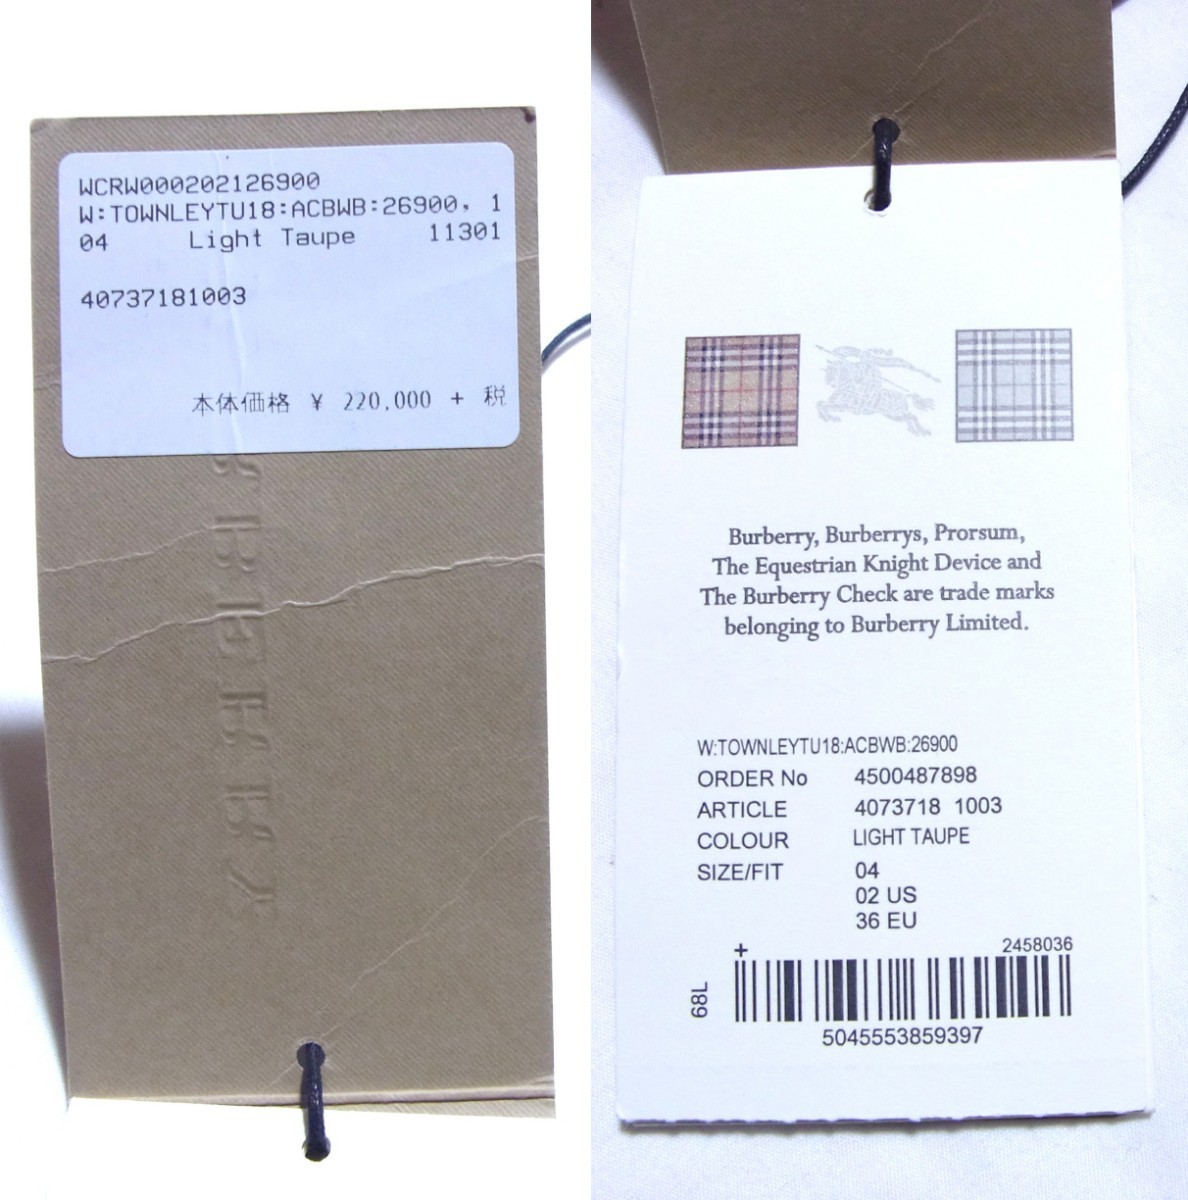 WCRW000202126900
W:TOWNLEYTU18:ACBWB:26900, 1
04 Light Taupe 11301
40737181003
本体価格 ¥ 220,000 + 税
Burberry, Burberrys, Prorsum,
The Equestrian Knight Device and
The Burberry Check are trade marks
belonging to Burberry Limited.
W:TOWNLEYTU18:ACBWB:26900
ORDER No 4500487898
ARTICLE 4073718 1003
COLOUR LIGHT TAUPE
SIZE/FIT 04
02 US
36 EU
+ 2458036
68L
5045553859397